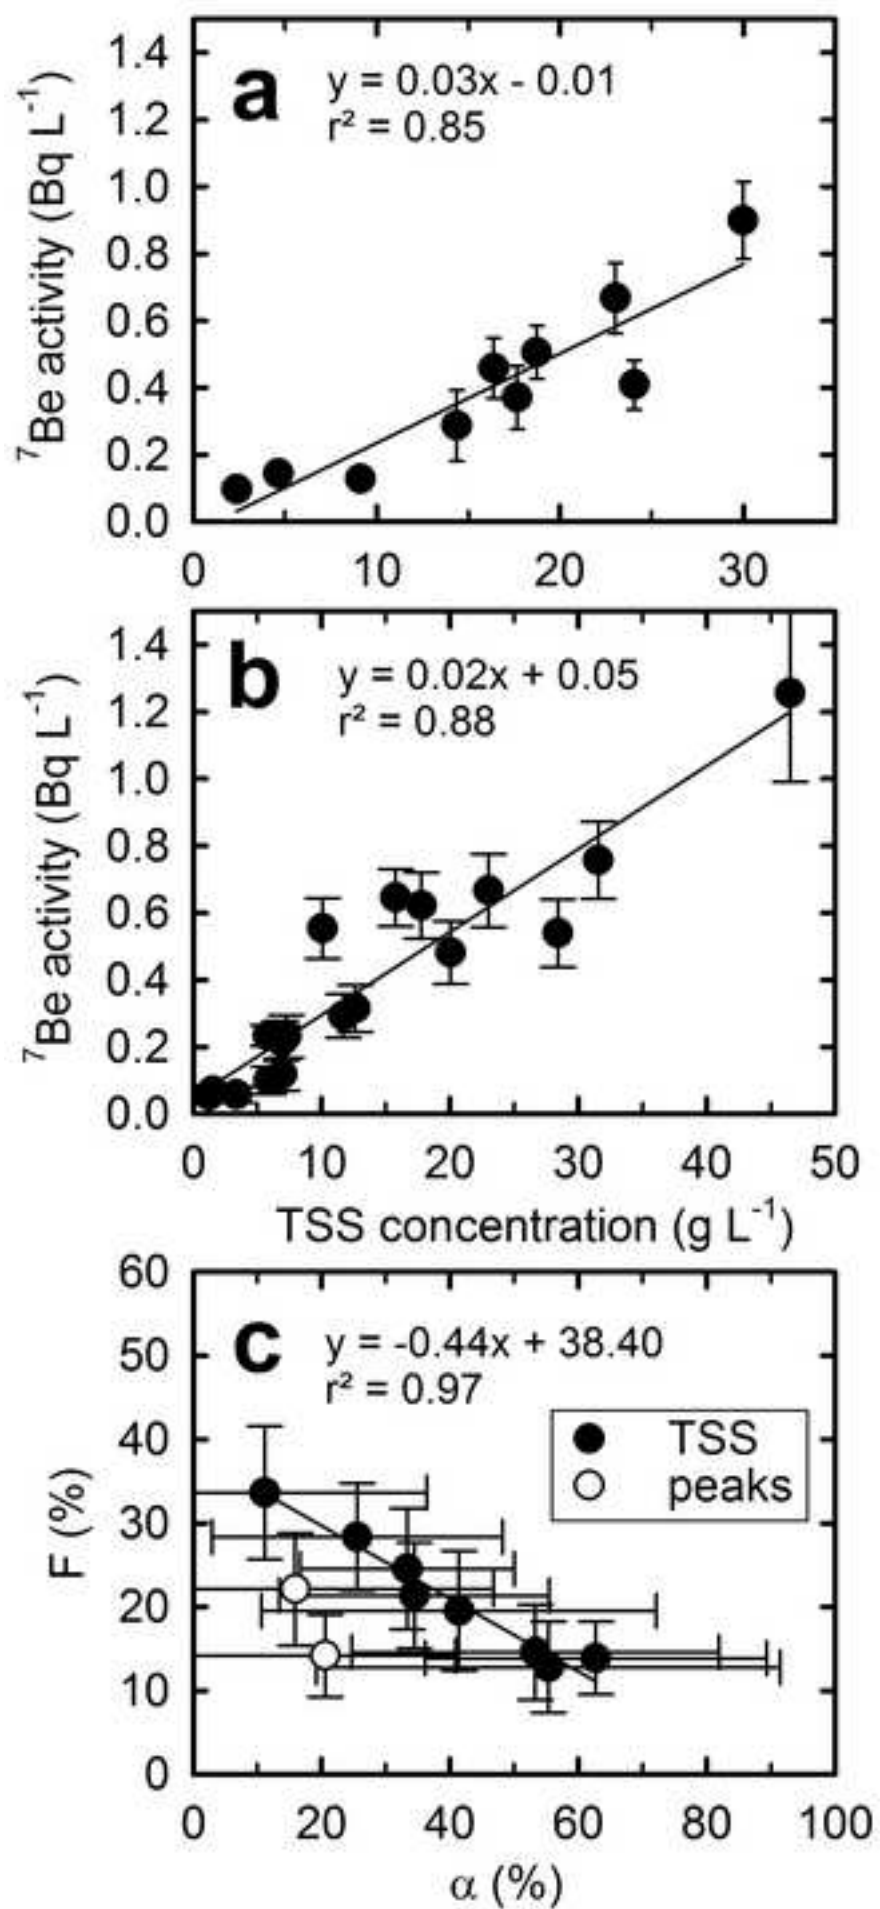 a
y = 0.03x - 0.01
r² = 0.85
⁷Be activity (Bq L⁻¹)
1.4
1.2
1.0
0.8
0.6
0.4
0.2
0.0
0 10 20 30
b
y = 0.02x + 0.05
r² = 0.88
⁷Be activity (Bq L⁻¹)
1.4
1.2
1.0
0.8
0.6
0.4
0.2
0.0
0 10 20 30 40 50
TSS concentration (g L⁻¹)
c
y = -0.44x + 38.40
r² = 0.97
TSS
peaks
F (%)
60
50
40
30
20
10
0
0 20 40 60 80 100
α (%)